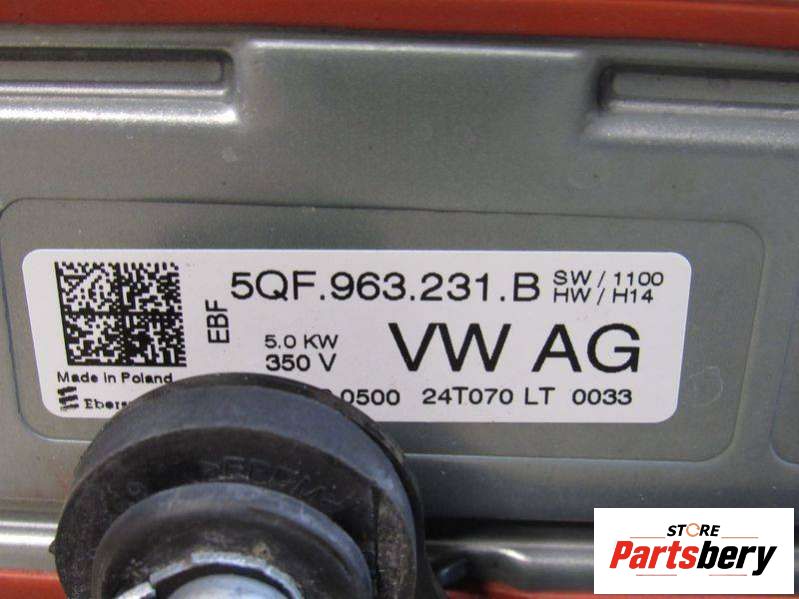 5QF.963.231.B SW/1100
HW/H14
EBF
5.0 KW
350 V
VW AG
Made in Poland
0500 24T070 LT 0033
STORE
Partsbery